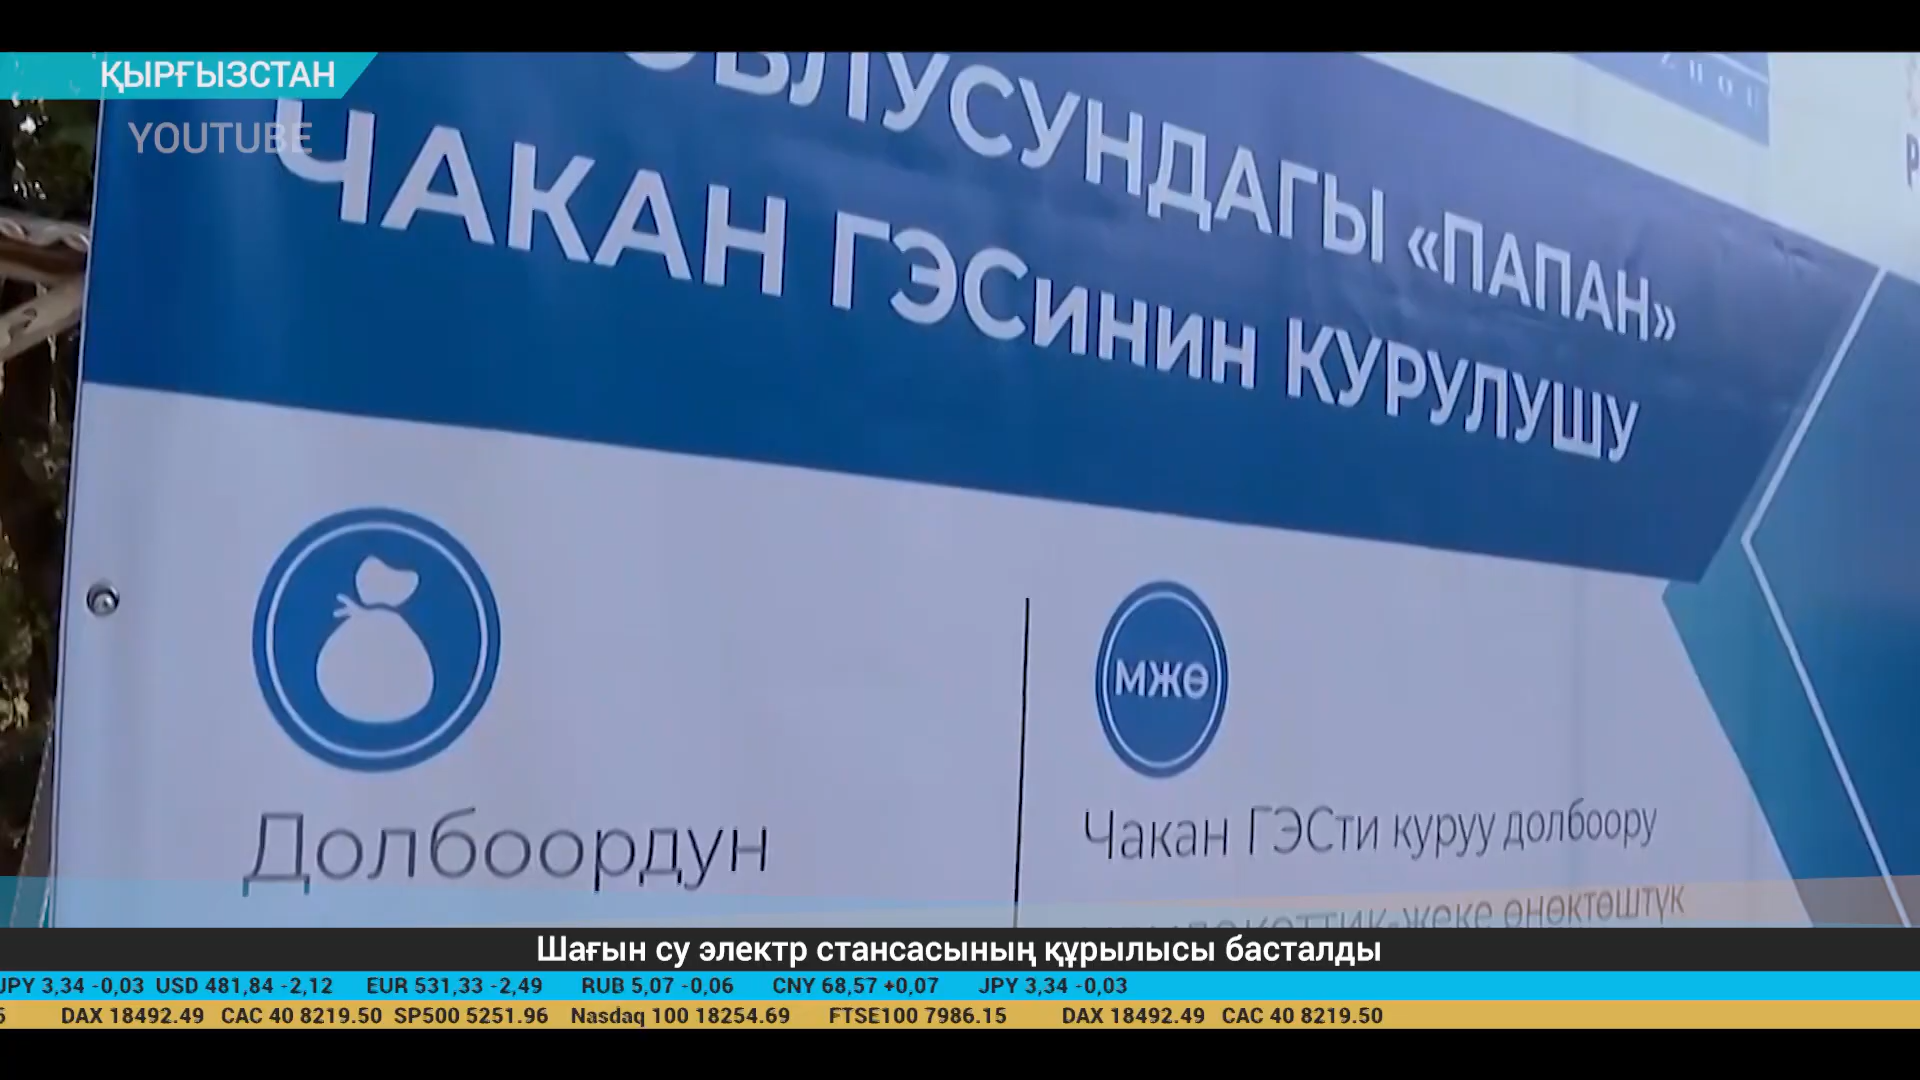 ҚЫРҒЫЗСТАН
YOUTUBE
ОБЛУСУНДАГЫ «ПАПАН»
ЧАКАН ГЭСИНИН КУРУЛУШУ
МЖӨ
Долбоордун
Чакан ГЭСти куруу долбоору
-жеке өнөктөштүк
Шағын су электр стансасының құрылысы басталды
JPY 3,34 -0,03 USD 481,84 -2,12 EUR 531,33 -2,49 RUB 5,07 -0,06 CNY 68,57 +0,07 JPY 3,34 -0,03
DAX 18492.49 CAC 40 8219.50 SP500 5251.96 Nasdaq 100 18254.69 FTSE100 7986.15 DAX 18492.49 CAC 40 8219.50